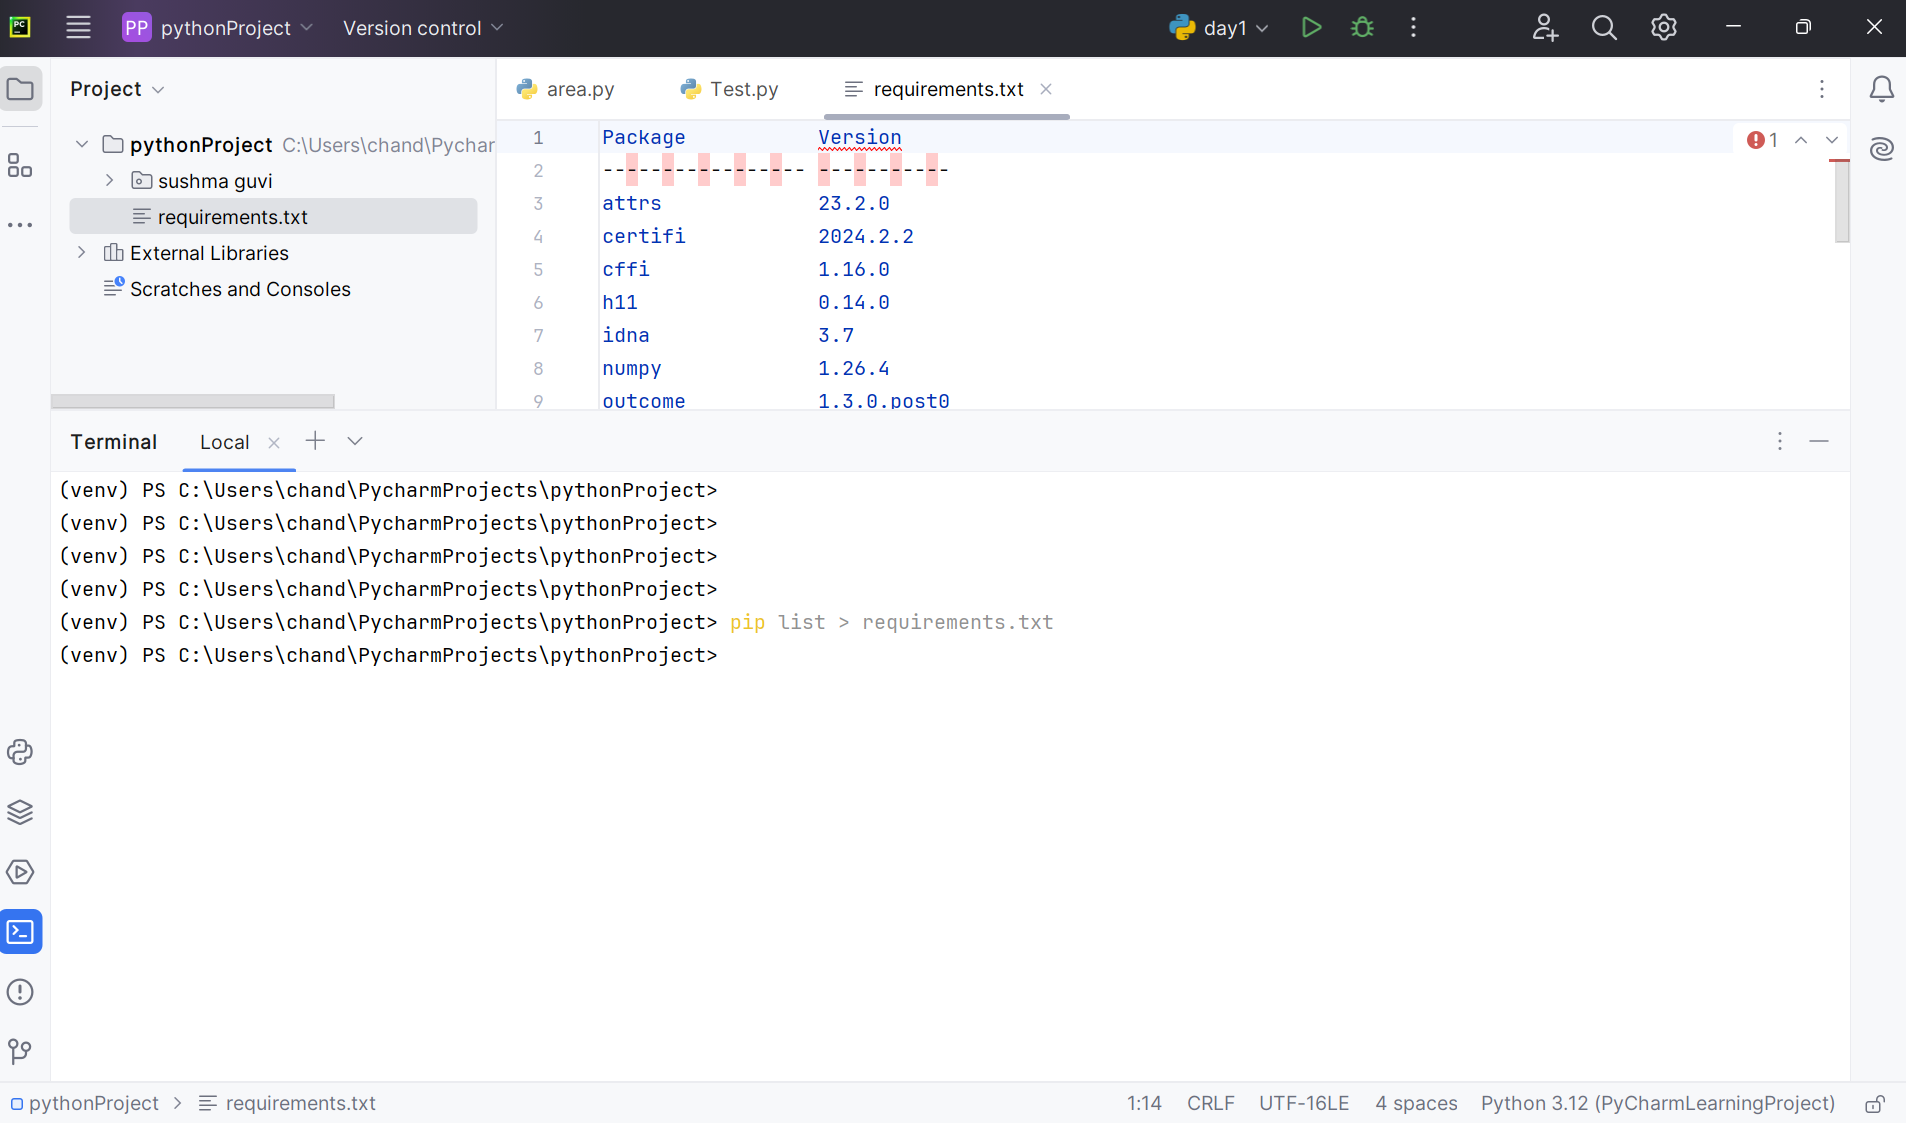 PC
PP pythonProject Version control day1
Project
area.py Test.py requirements.txt
pythonProject C:\Users\chand\Pychar
sushma guvi
requirements.txt
External Libraries
Scratches and Consoles
1 Package Version
2 ----------------- -----------
3 attrs 23.2.0
4 certifi 2024.2.2
5 cffi 1.16.0
6 h11 0.14.0
7 idna 3.7
8 numpy 1.26.4
9 outcome 1.3.0.post0
1
Terminal Local
(venv) PS C:\Users\chand\PycharmProjects\pythonProject>
(venv) PS C:\Users\chand\PycharmProjects\pythonProject>
(venv) PS C:\Users\chand\PycharmProjects\pythonProject>
(venv) PS C:\Users\chand\PycharmProjects\pythonProject>
(venv) PS C:\Users\chand\PycharmProjects\pythonProject> pip list > requirements.txt
(venv) PS C:\Users\chand\PycharmProjects\pythonProject>
pythonProject > requirements.txt 1:14 CRLF UTF-16LE 4 spaces Python 3.12 (PyCharmLearningProject)